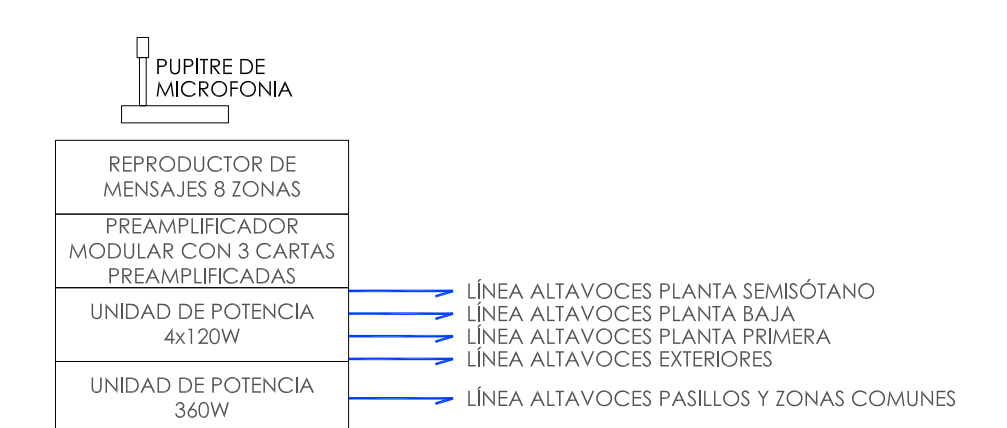 PUPITRE DE
MICROFONIA
REPRODUCTOR DE
MENSAJES 8 ZONAS
PREAMPLIFICADOR
MODULAR CON 3 CARTAS
PREAMPLIFICADAS
UNIDAD DE POTENCIA
4x120W
LÍNEA ALTAVOCES PLANTA SEMISÓTANO
LÍNEA ALTAVOCES PLANTA BAJA
LÍNEA ALTAVOCES PLANTA PRIMERA
LÍNEA ALTAVOCES EXTERIORES
UNIDAD DE POTENCIA
360W
LÍNEA ALTAVOCES PASILLOS Y ZONAS COMUNES